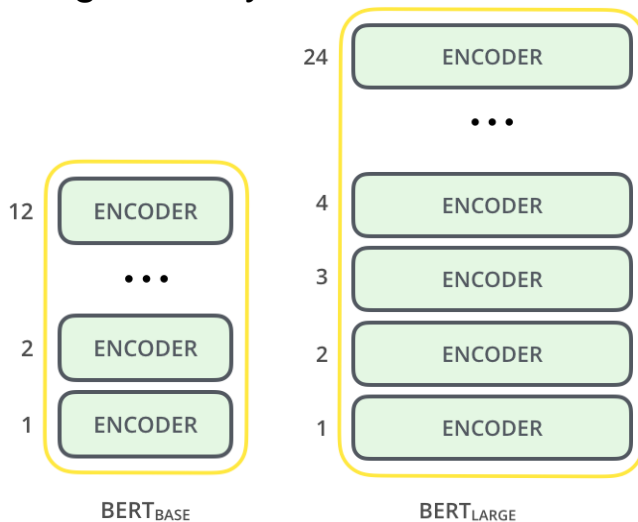 24 ENCODER
...
12 ENCODER
4 ENCODER
...
3 ENCODER
2 ENCODER
2 ENCODER
1 ENCODER
1 ENCODER
BERTBASE
BERTLARGE